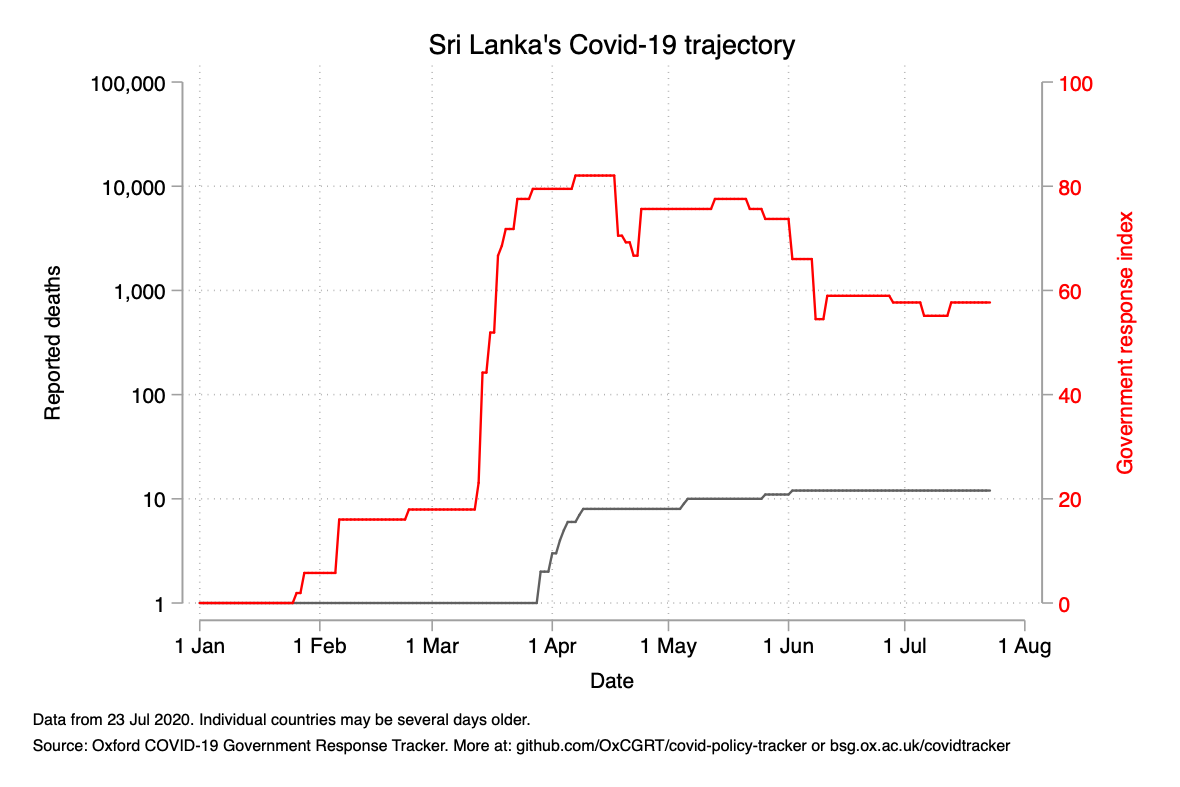 Sri Lanka's Covid-19 trajectory
100,000
10,000
1,000
100
10
1
Reported deaths
100
80
60
40
20
0
Government response index
1 Jan
1 Feb
1 Mar
1 Apr
1 May
1 Jun
1 Jul
1 Aug
Date
Data from 23 Jul 2020. Individual countries may be several days older.
Source: Oxford COVID-19 Government Response Tracker. More at: github.com/OxCGRT/covid-policy-tracker or bsg.ox.ac.uk/covidtracker